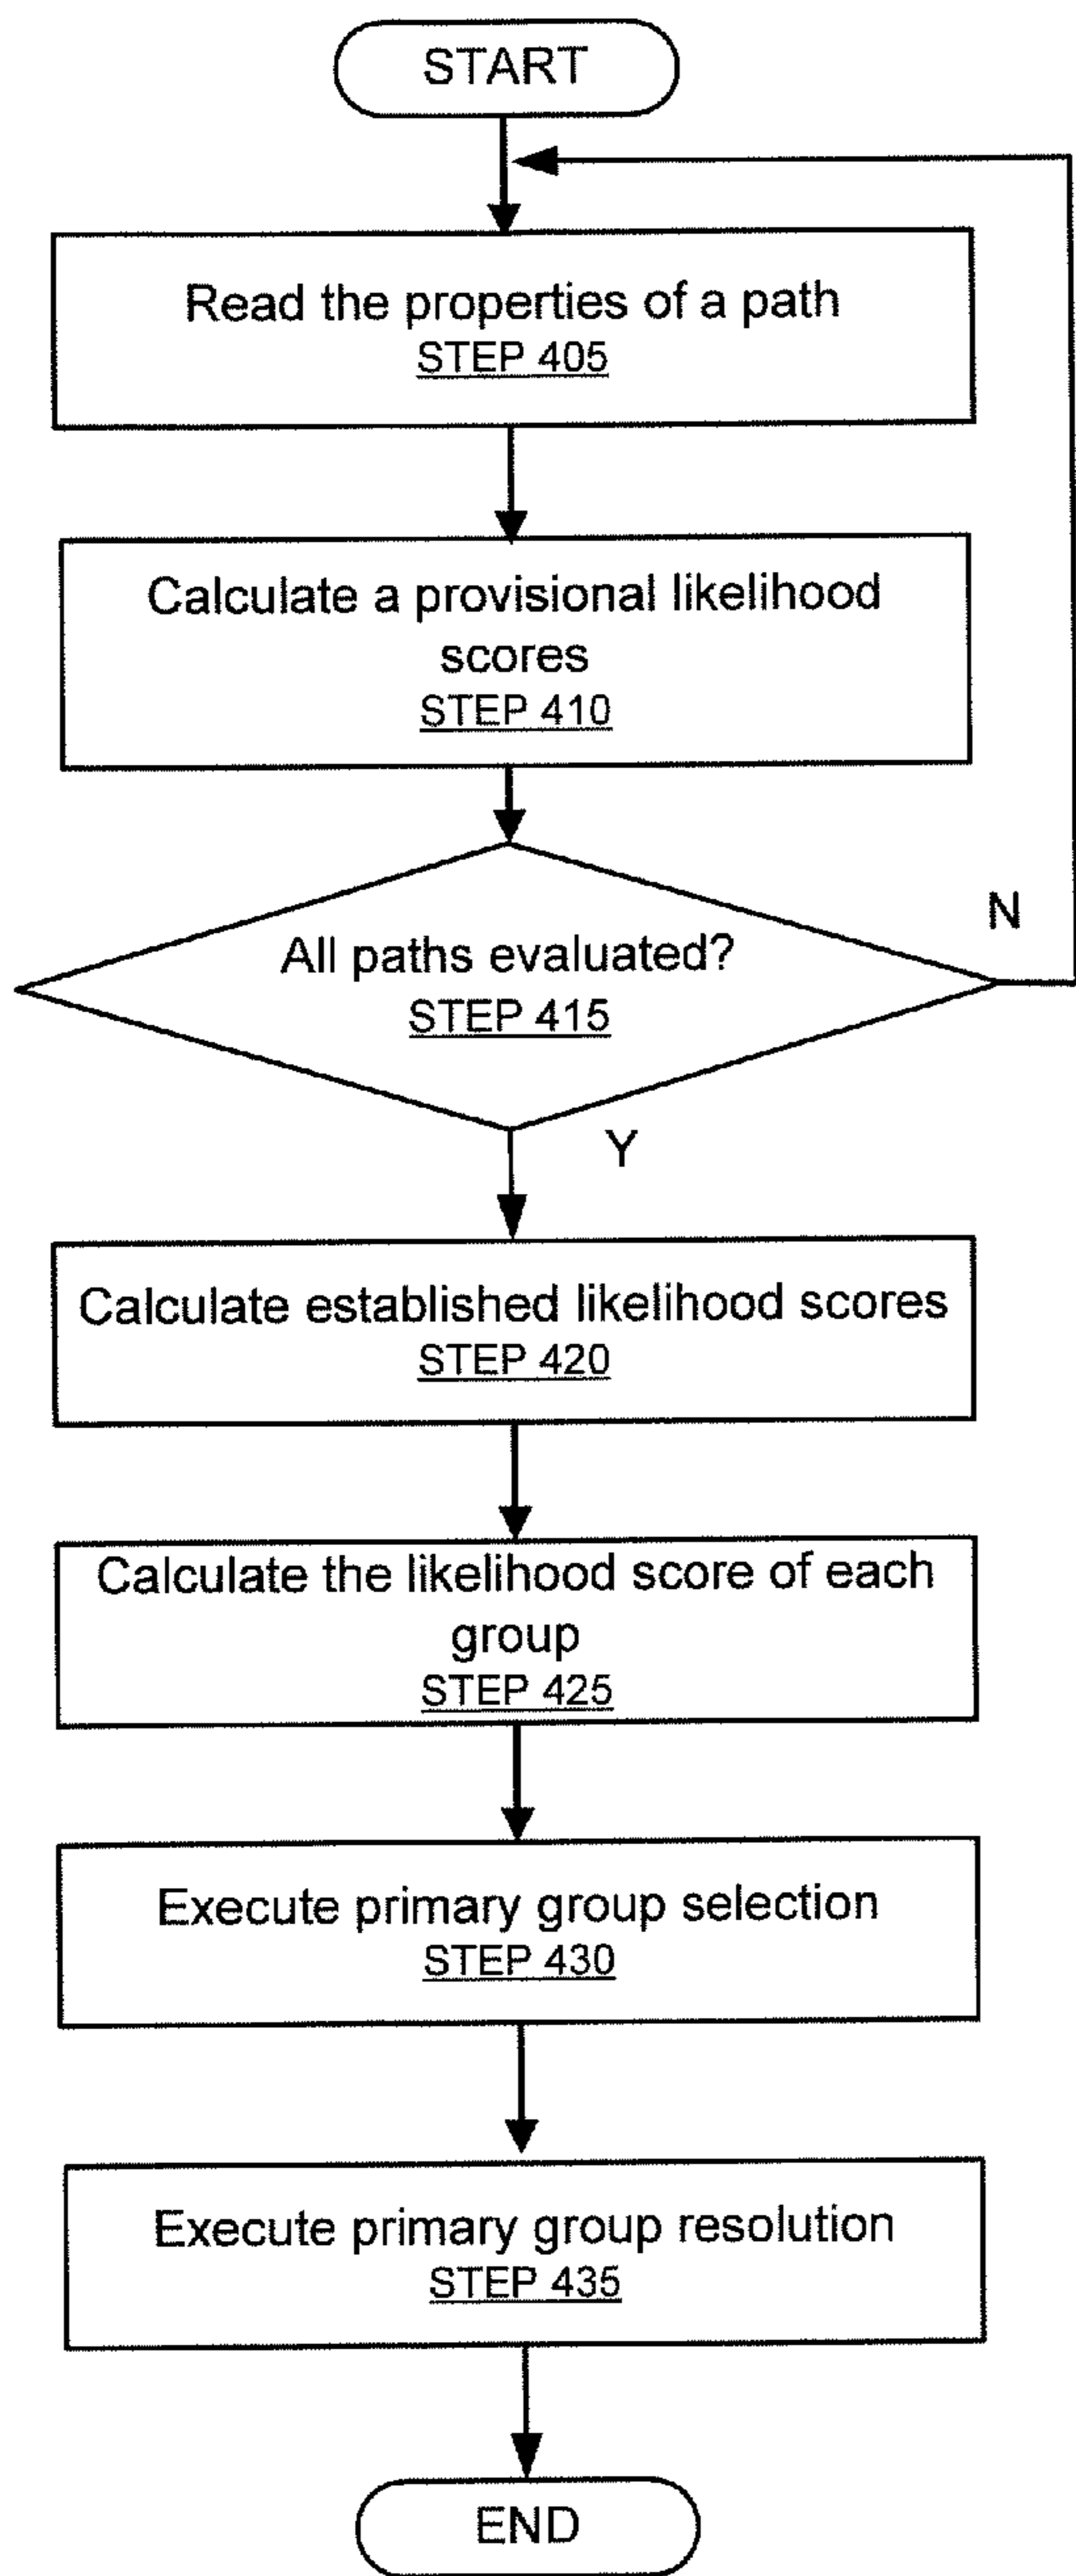 START
Read the properties of a path
STEP 405
Calculate a provisional likelihood
scores
STEP 410
N
All paths evaluated?
STEP 415
Y
Calculate established likelihood scores
STEP 420
Calculate the likelihood score of each
group
STEP 425
Execute primary group selection
STEP 430
Execute primary group resolution
STEP 435
END